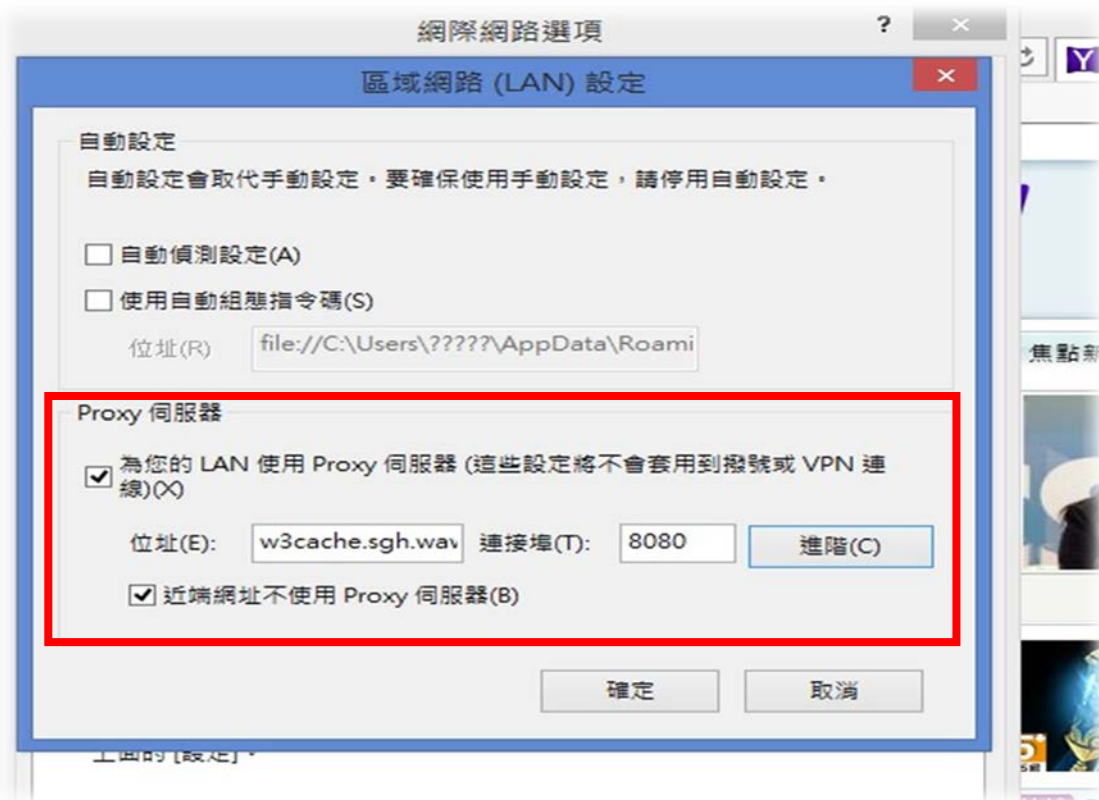 網際網路選項 ?
區域網路 (LAN) 設定
Y
自動設定
自動設定會取代手動設定。要確保使用手動設定，請停用自動設定。
自動偵測設定(A)
使用自動組態指令碼(S)
位址(R) file://C:\Users\?????\AppData\Roami
焦點新
Proxy 伺服器
為您的 LAN 使用 Proxy 伺服器 (這些設定將不會套用到撥號或 VPN 連
線)(X)
位址(E): w3cache.sgh.wav 連接埠(T): 8080 進階(C)
近端網址不使用 Proxy 伺服器(B)
確定 取消
上面的 [設定]。